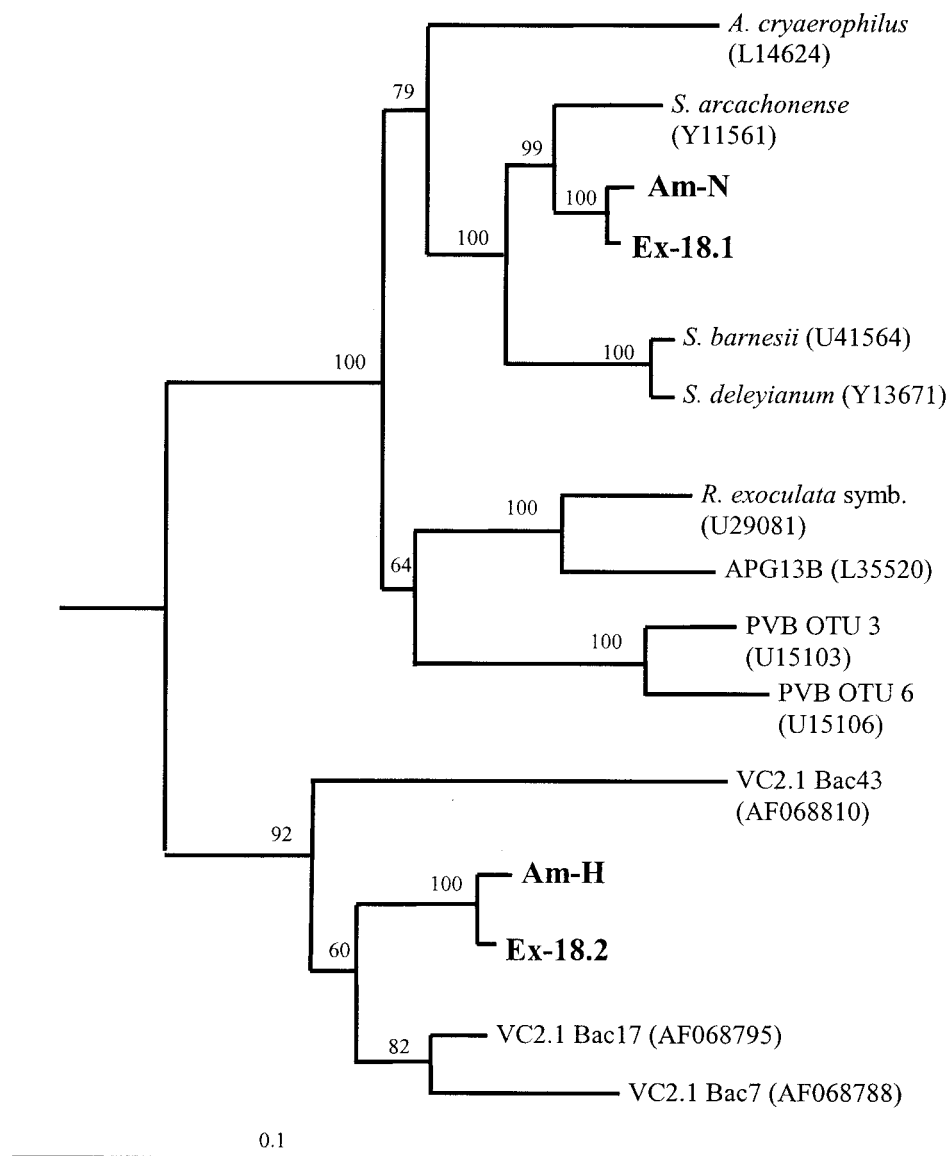 A. cryaerophilus
(L14624)
79
S. arcachonense
(Y11561)
99
Am-N
100
Ex-18.1
100
S. barnesii (U41564)
100
100
S. deleyianum (Y13671)
R. exoculata symb.
(U29081)
100
APG13B (L35520)
64
PVB OTU 3
(U15103)
100
PVB OTU 6
(U15106)
VC2.1 Bac43
(AF068810)
92
Am-H
100
Ex-18.2
60
VC2.1 Bac17 (AF068795)
82
VC2.1 Bac7 (AF068788)
0.1